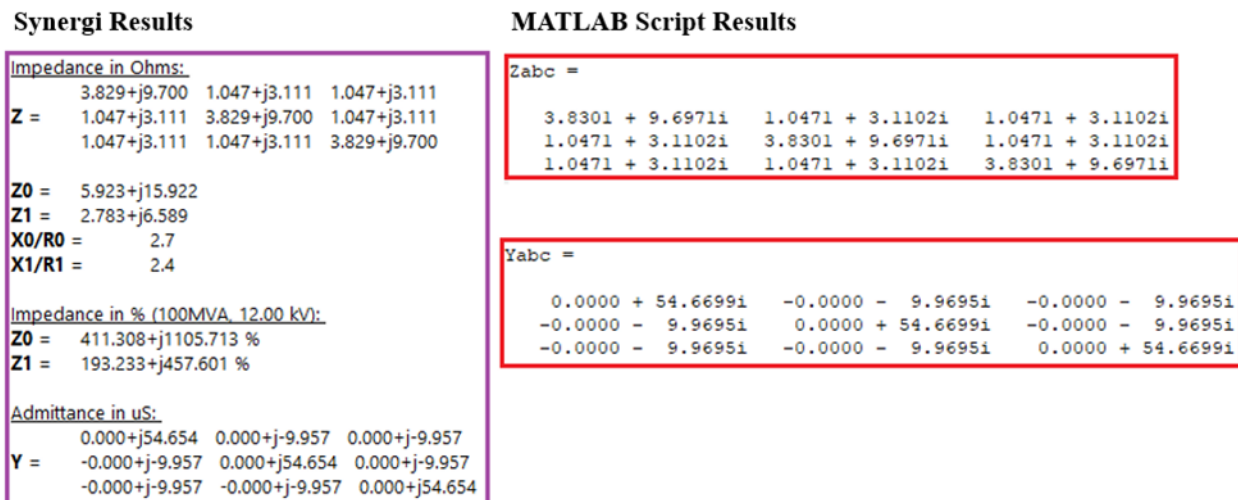 Synergi Results
Impedance in Ohms:
3.829+j9.700 1.047+j3.111 1.047+j3.111
Z = 1.047+j3.111 3.829+j9.700 1.047+j3.111
1.047+j3.111 1.047+j3.111 3.829+j9.700
Z0 = 5.923+j15.922
Z1 = 2.783+j6.589
X0/R0 = 2.7
X1/R1 = 2.4
Impedance in % (100MVA, 12.00 kV):
Z0 = 411.308+j1105.713 %
Z1 = 193.233+j457.601 %
Admittance in uS:
0.000+j54.654 0.000+j-9.957 0.000+j-9.957
Y = -0.000+j-9.957 0.000+j54.654 0.000+j-9.957
-0.000+j-9.957 -0.000+j-9.957 0.000+j54.654
MATLAB Script Results
Zabc =
3.8301 + 9.6971i 1.0471 + 3.1102i 1.0471 + 3.1102i
1.0471 + 3.1102i 3.8301 + 9.6971i 1.0471 + 3.1102i
1.0471 + 3.1102i 1.0471 + 3.1102i 3.8301 + 9.6971i
Yabc =
0.0000 + 54.6699i -0.0000 - 9.9695i -0.0000 - 9.9695i
-0.0000 - 9.9695i 0.0000 + 54.6699i -0.0000 - 9.9695i
-0.0000 - 9.9695i -0.0000 - 9.9695i 0.0000 + 54.6699i